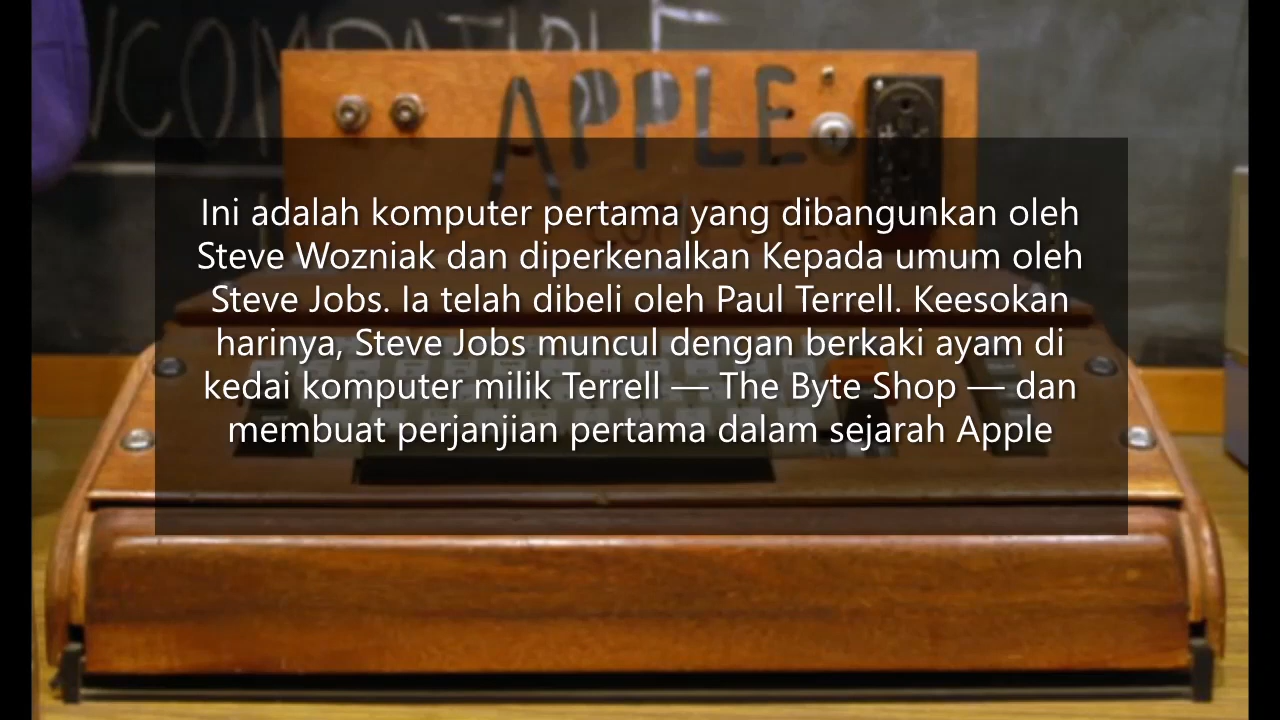 APPLE
Ini adalah komputer pertama yang dibangunkan oleh
Steve Wozniak dan diperkenalkan Kepada umum oleh
Steve Jobs. Ia telah dibeli oleh Paul Terrell. Keesokan
harinya, Steve Jobs muncul dengan berkaki ayam di
kedai komputer milik Terrell — The Byte Shop — dan
membuat perjanjian pertama dalam sejarah Apple